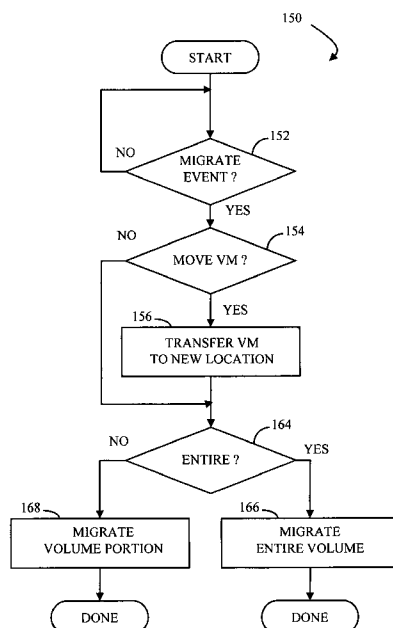 150
START
152
NO
MIGRATE
EVENT ?
YES
NO
154
MOVE VM ?
156
YES
TRANSFER VM
TO NEW LOCATION
164
NO
YES
ENTIRE ?
168
166
MIGRATE
VOLUME PORTION
MIGRATE
ENTIRE VOLUME
DONE
DONE